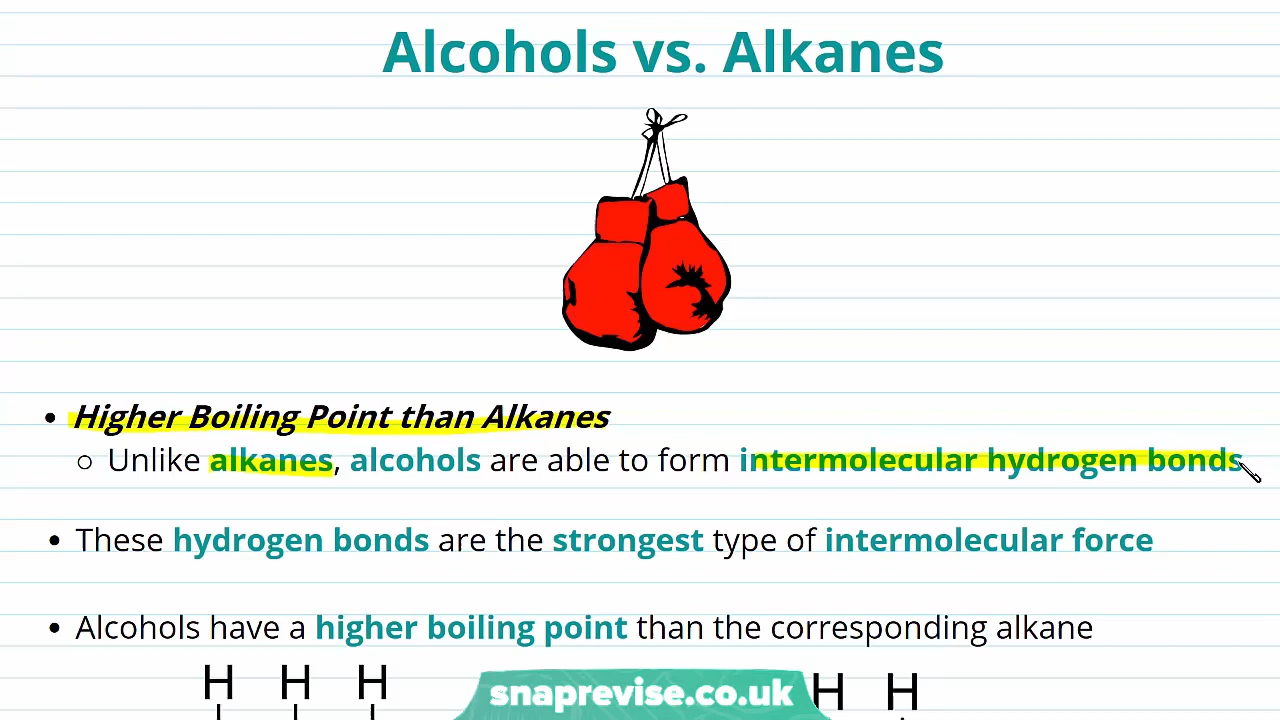 Alcohols vs. Alkanes
• Higher Boiling Point than Alkanes
○ Unlike alkanes, alcohols are able to form intermolecular hydrogen bonds
• These hydrogen bonds are the strongest type of intermolecular force
• Alcohols have a higher boiling point than the corresponding alkane
H H H H H
snaprevise.co.uk